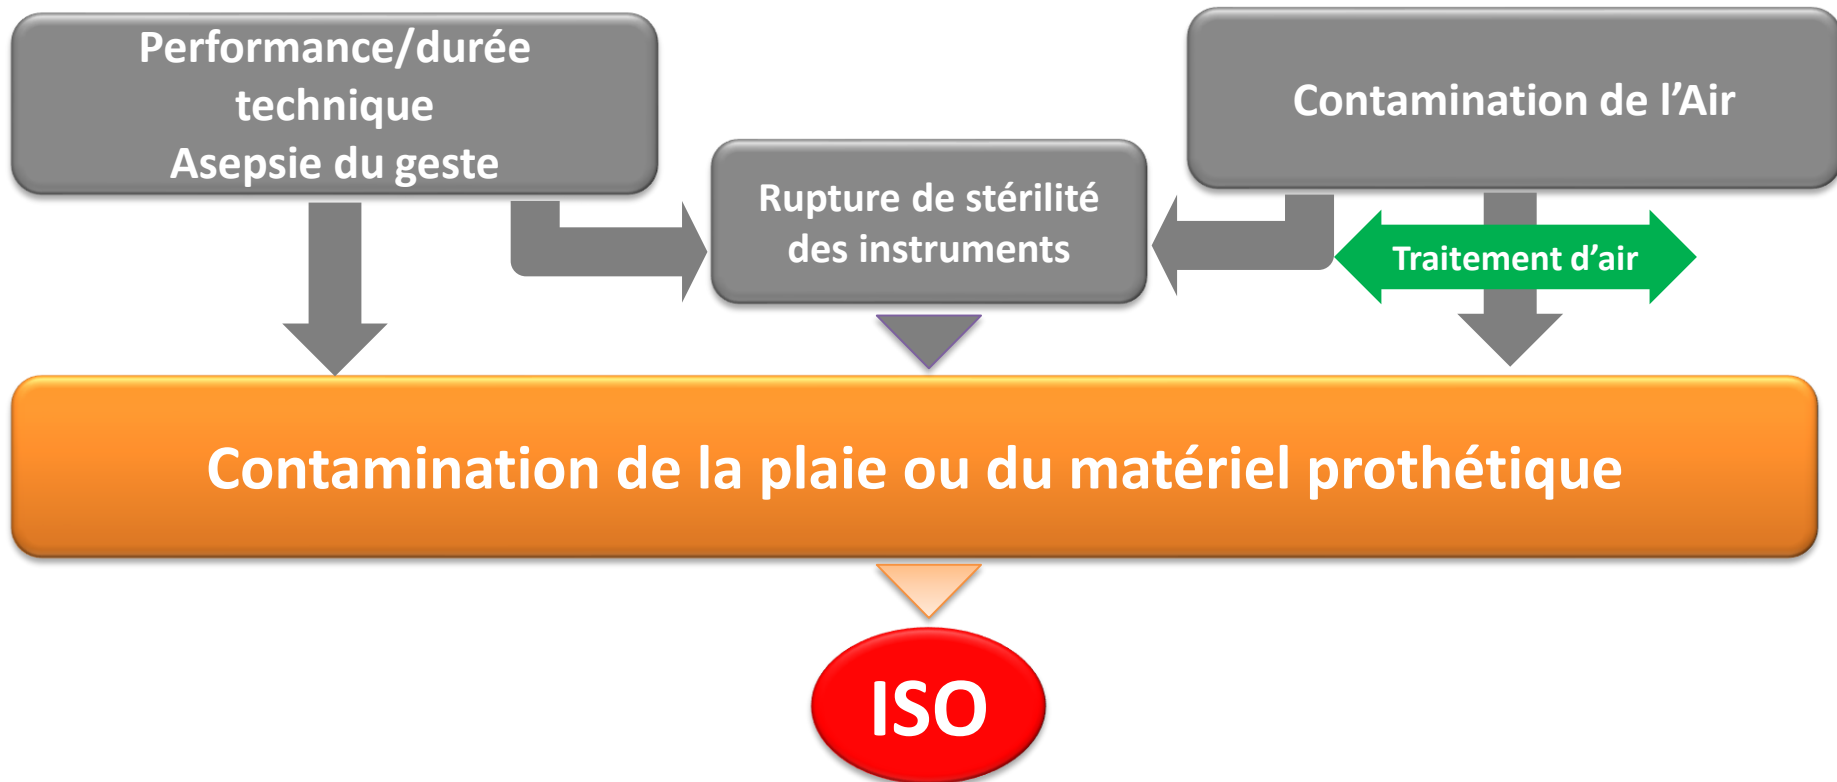 Performance/durée
technique
Asepsie du geste
Contamination de l'Air
Rupture de stérilité
des instruments
Traitement d'air
Contamination de la plaie ou du matériel prothétique
ISO